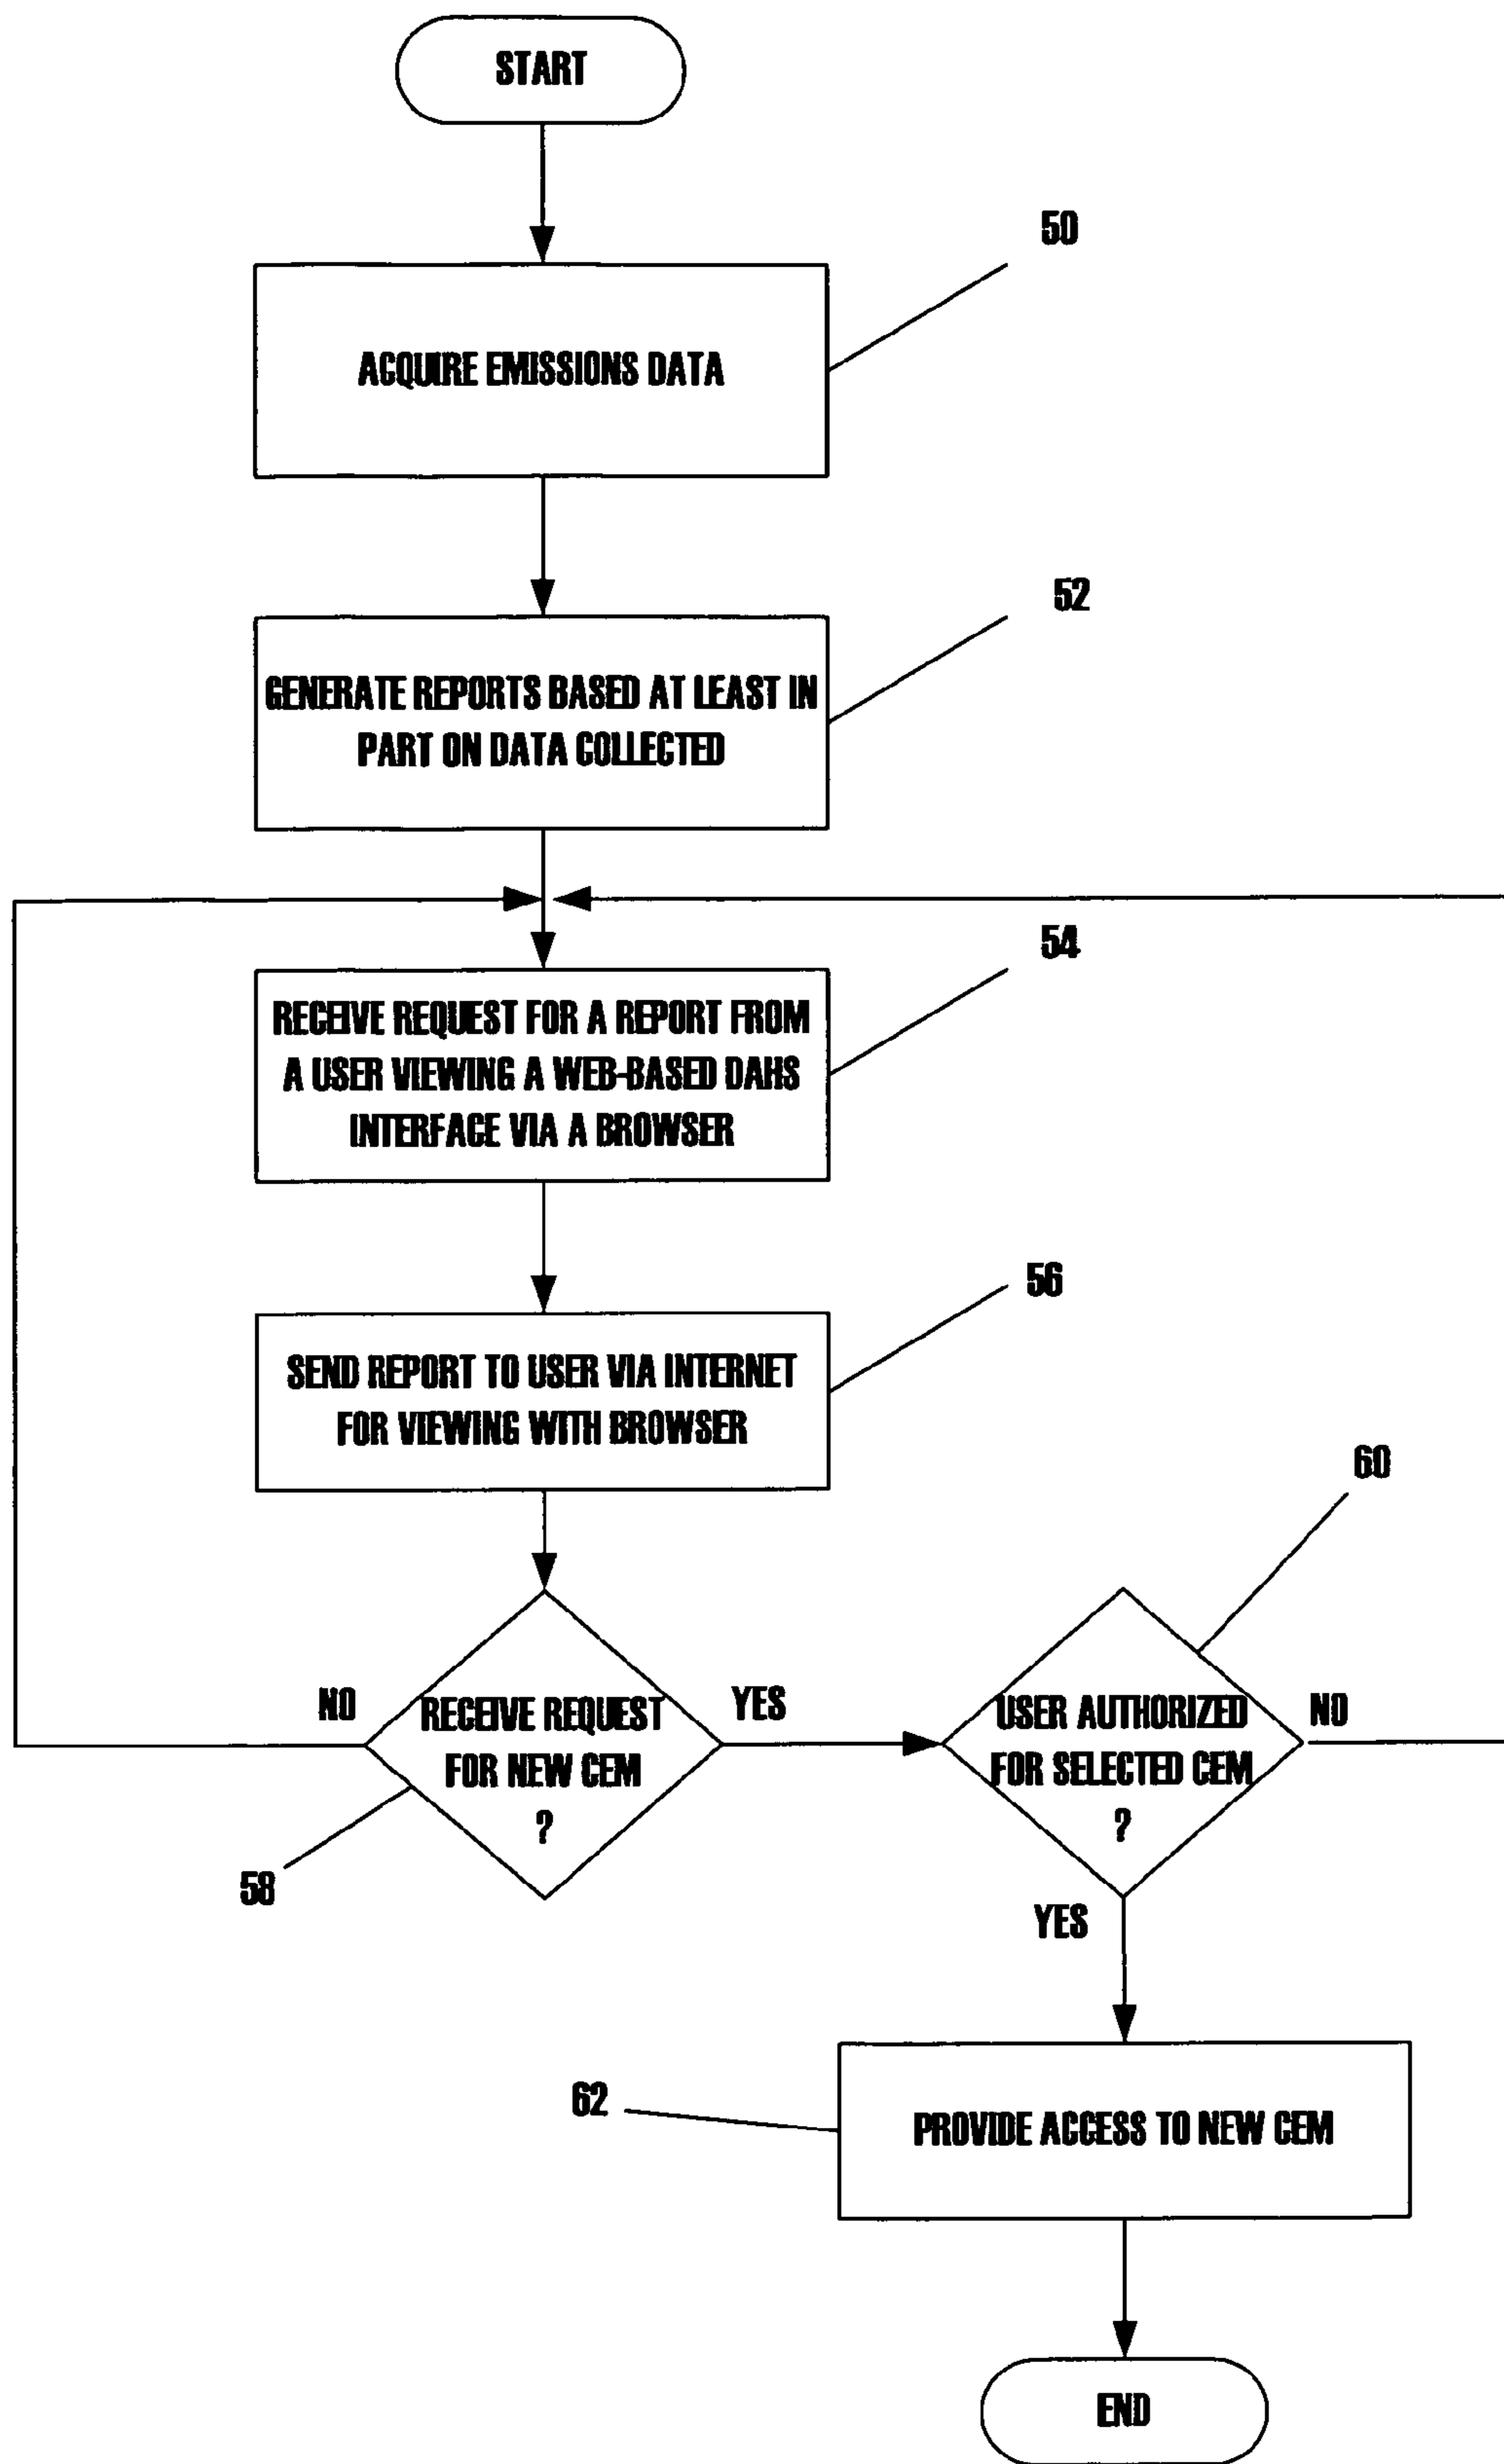 START
50
ACQUIRE EMISSIONS DATA
52
GENERATE REPORTS BASED AT LEAST IN
PART ON DATA COLLECTED
54
RECEIVE REQUEST FOR A REPORT FROM
A USER VIEWING A WEB-BASED DAHS
INTERFACE VIA A BROWSER
56
SEND REPORT TO USER VIA INTERNET
FOR VIEWING WITH BROWSER
60
NO
RECEIVE REQUEST
FOR NEW CEM
?
YES
USER AUTHORIZED
FOR SELECTED CEM
?
NO
58
YES
62
PROVIDE ACCESS TO NEW CEM
END